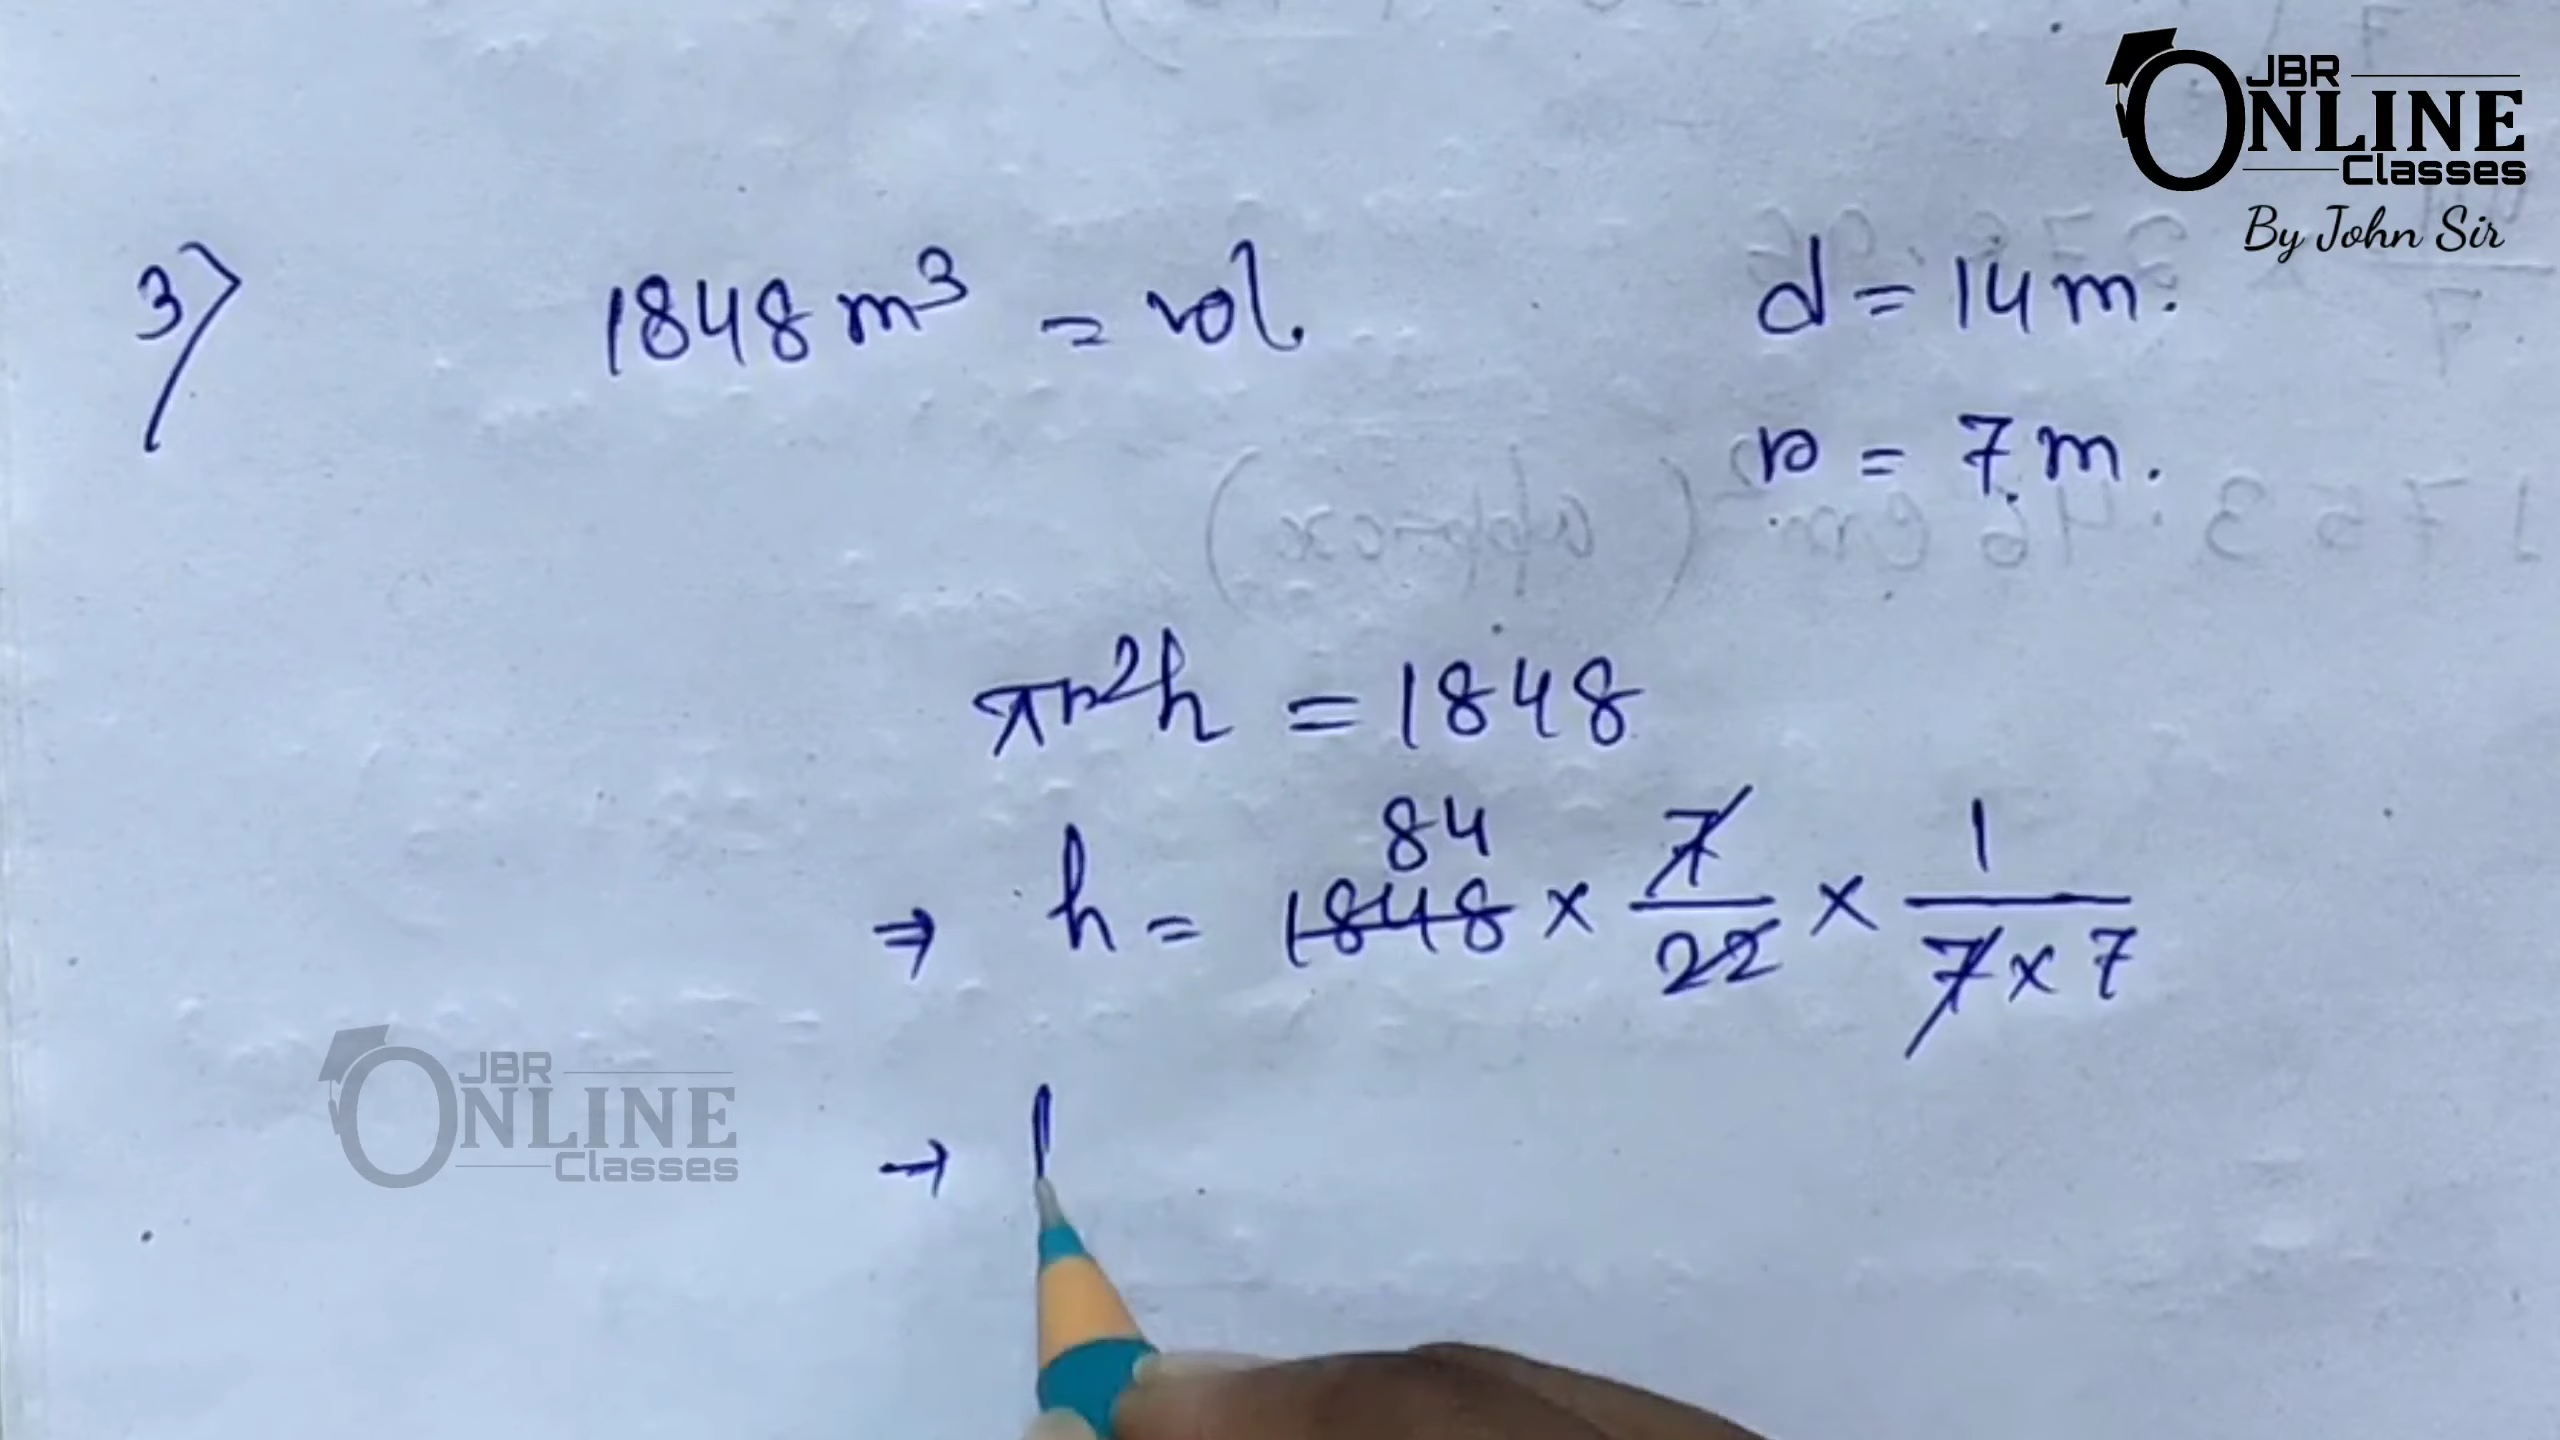 JBR
ONLINE
Classes
By John Sir
3) 1848 m³ = vol. d = 14 m.
r = 7 m.
(approx)
πr²h = 1848
84
⇒ h = 1848 × 7/22 × 1/7×7
→
JBR
ONLINE
Classes